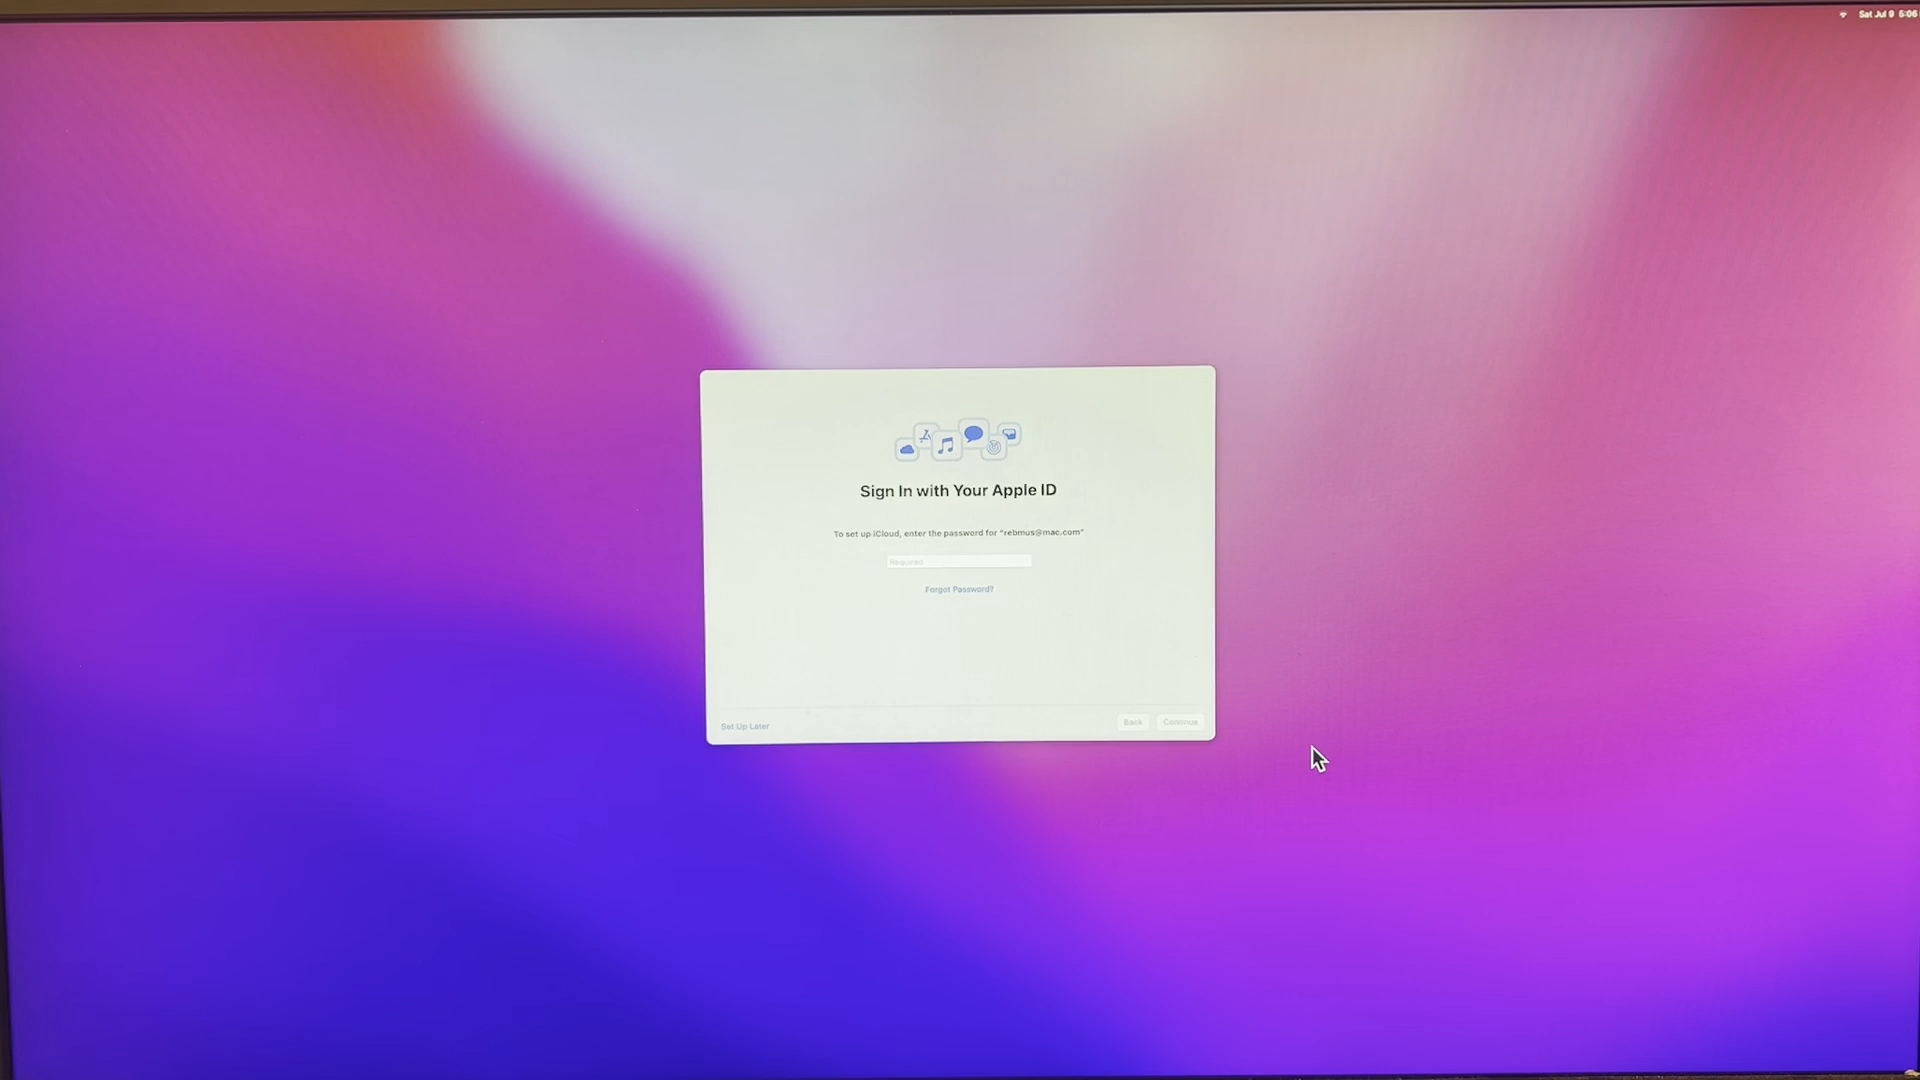 Sat Jul 9 5:06
Sign In with Your Apple ID
To set up iCloud, enter the password for "rebmus@mac.com"
Required
Forgot Password?
Set Up Later
Back
Continue